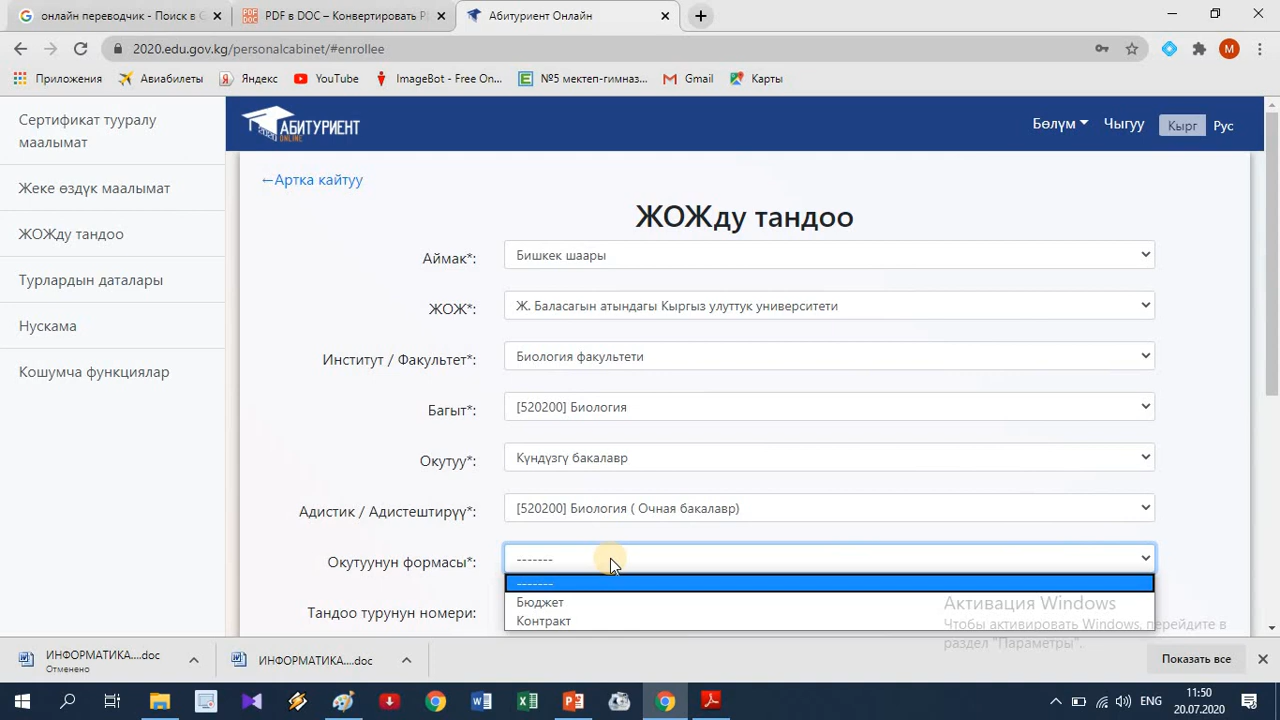 онлайн переводчик - Поиск в G
PDF в DOC – Конвертировать P
Абитуриент Онлайн
2020.edu.gov.kg/personalcabinet/#enrollee
M
Приложения
Авиабилеты
Яндекс
YouTube
ImageBot - Free On...
№5 мектеп-гимназ...
Gmail
Карты
Сертификат тууралу
маалымат
Жеке өздүк маалымат
ЖОЖду тандоо
Турлардын даталары
Нускама
Кошумча функциялар
АБИТУРИЕНТ
ONLINE
Бөлүм
Чыгуу
Кырг
Рус
←Артка кайтуу
ЖОЖду тандоо
Аймак*:
Бишкек шаары
ЖОЖ*:
Ж. Баласагын атындагы Кыргыз улуттук университети
Институт / Факультет*:
Биология факультети
Багыт*:
[520200] Биология
Окутуу*:
Күндүзгү бакалавр
Адистик / Адистештирүү*:
[520200] Биология ( Очная бакалавр)
Окутуунун формасы*:
-------
-------
Бюджет
Контракт
Тандоо турунун номери:
Активация Windows
Чтобы активировать Windows, перейдите в
раздел "Параметры".
ИНФОРМАТИКА....doc
Отменено
ИНФОРМАТИКА....doc
Показать все
ENG
11:50
20.07.2020